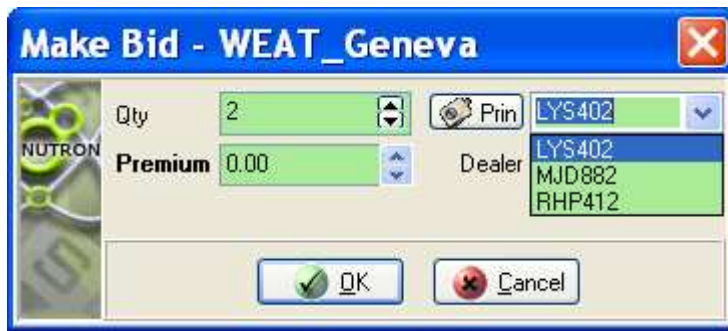 Make Bid - WEAT_Geneva
NUTRON
Qty 2 Prin LYS402
Premium 0.00 Dealer LYS402
MJD882
RHP412
OK Cancel